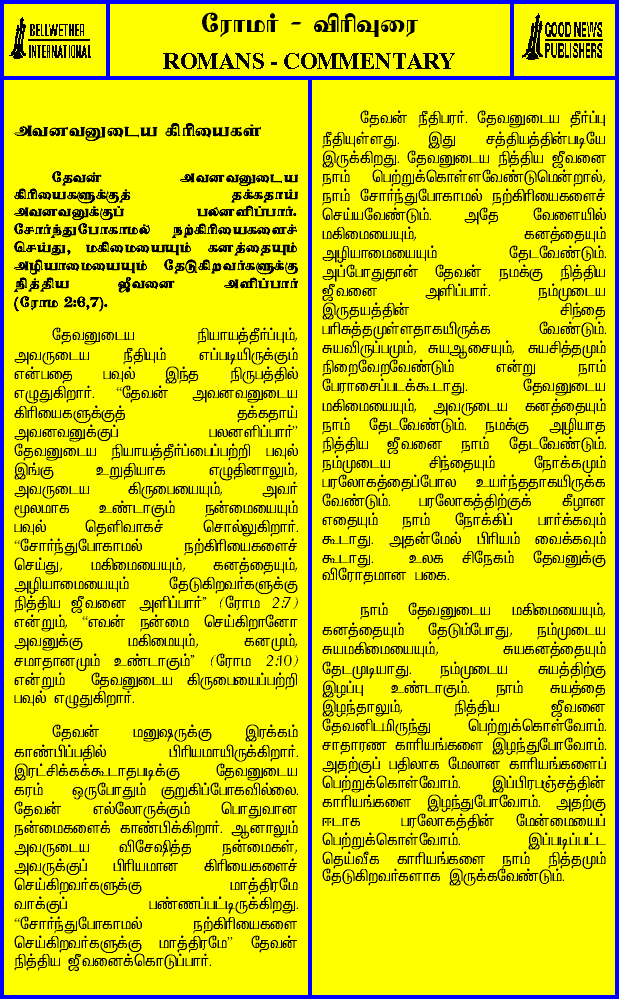 BELLWETHER
INTERNATIONAL
ரோமர் - விரிவுரை
ROMANS - COMMENTARY
GOOD NEWS
PUBLISHERS
அவனவனுடைய கிரியைகள்
தேவன் அவனவனுடைய
கிரியைகளுக்குத் தக்கதாய்
அவனவனுக்குப் பலனளிப்பார்.
சோர்ந்துபோகாமல் நற்கிரியைகளைச்
செய்து, மகிமையையும் கனத்தையும்
அழியாமையையும் தேடுகிறவர்களுக்கு
நித்திய ஜீவனை அளிப்பார்
(ரோம 2:6,7).
தேவனுடைய நியாயத்தீர்ப்பும்,
அவருடைய நீதியும் எப்படியிருக்கும்
என்பதை பவுல் இந்த நிருபத்தில்
எழுதுகிறார். “தேவன் அவனவனுடைய
கிரியைகளுக்குத் தக்கதாய்
அவனவனுக்குப் பலனளிப்பார்”
தேவனுடைய நியாயத்தீர்ப்பைப்பற்றி பவுல்
இங்கு உறுதியாக எழுதினாலும்,
அவருடைய கிருபையையும், அவர்
மூலமாக உண்டாகும் நன்மையையும்
பவுல் தெளிவாகச் சொல்லுகிறார்.
“சோர்ந்துபோகாமல் நற்கிரியைகளைச்
செய்து, மகிமையையும், கனத்தையும்,
அழியாமையையும் தேடுகிறவர்களுக்கு
நித்திய ஜீவனை அளிப்பார்” (ரோம 2:7)
என்றும், “எவன் நன்மை செய்கிறானோ
அவனுக்கு மகிமையும், கனமும்,
சமாதானமும் உண்டாகும்” (ரோம 2:10)
என்றும் தேவனுடைய கிருபையைப்பற்றி
பவுல் எழுதுகிறார்.
தேவன் மனுஷருக்கு இரக்கம்
காண்பிப்பதில் பிரியமாயிருக்கிறார்.
இரட்சிக்கக்கூடாதபடிக்கு தேவனுடைய
கரம் ஒருபோதும் குறுகிப்போகவில்லை.
தேவன் எல்லோருக்கும் பொதுவான
நன்மைகளைக் காண்பிக்கிறார். ஆனாலும்
அவருடைய விசேஷித்த நன்மைகள்,
அவருக்குப் பிரியமான கிரியைகளைச்
செய்கிறவர்களுக்கு மாத்திரமே
வாக்குப் பண்ணப்பட்டிருக்கிறது.
“சோர்ந்துபோகாமல் நற்கிரியைகளை
செய்கிறவர்களுக்கு மாத்திரமே” தேவன்
நித்திய ஜீவனைக்கொடுப்பார்.
தேவன் நீதிபரர். தேவனுடைய தீர்ப்பு
நீதியுள்ளது. இது சத்தியத்தின்படியே
இருக்கிறது. தேவனுடைய நித்திய ஜீவனை
நாம் பெற்றுக்கொள்ளவேண்டுமென்றால்,
நாம் சோர்ந்துபோகாமல் நற்கிரியைகளைச்
செய்யவேண்டும். அதே வேளையில்
மகிமையையும், கனத்தையும்
அழியாமையையும் தேடவேண்டும்.
அப்போதுதான் தேவன் நமக்கு நித்திய
ஜீவனை அளிப்பார். நம்முடைய
இருதயத்தின் சிந்தை
பரிசுத்தமுள்ளதாகயிருக்க வேண்டும்.
சுயவிருப்பமும், சுயஆசையும், சுயசித்தமும்
நிறைவேறவேண்டும் என்று நாம்
பேராசைப்படக்கூடாது. தேவனுடைய
மகிமையையும், அவருடைய கனத்தையும்
நாம் தேடவேண்டும். நமக்கு அழியாத
நித்திய ஜீவனை நாம் தேடவேண்டும்.
நம்முடைய சிந்தையும் நோக்கமும்
பரலோகத்தைப்போல உயர்ந்ததாகயிருக்க
வேண்டும். பரலோகத்திற்குக் கீழான
எதையும் நாம் நோக்கிப் பார்க்கவும்
கூடாது. அதன்மேல் பிரியம் வைக்கவும்
கூடாது. உலக சிநேகம் தேவனுக்கு
விரோதமான பகை.
நாம் தேவனுடைய மகிமையையும்,
கனத்தையும் தேடும்போது, நம்முடைய
சுயமகிமையையும், சுயகனத்தையும்
தேடமுடியாது. நம்முடைய சுயத்திற்கு
இழப்பு உண்டாகும். நாம் சுயத்தை
இழந்தாலும், நித்திய ஜீவனை
தேவனிடமிருந்து பெற்றுக்கொள்வோம்.
சாதாரண காரியங்களை இழந்துபோவோம்.
அதற்குப் பதிலாக மேலான காரியங்களைப்
பெற்றுக்கொள்வோம். இப்பிரபஞ்சத்தின்
காரியங்களை இழந்துபோவோம். அதற்கு
ஈடாக பரலோகத்தின் மேன்மையைப்
பெற்றுக்கொள்வோம். இப்படிப்பட்ட
தெய்வீக காரியங்களை நாம் நித்தமும்
தேடுகிறவர்களாக இருக்கவேண்டும்.